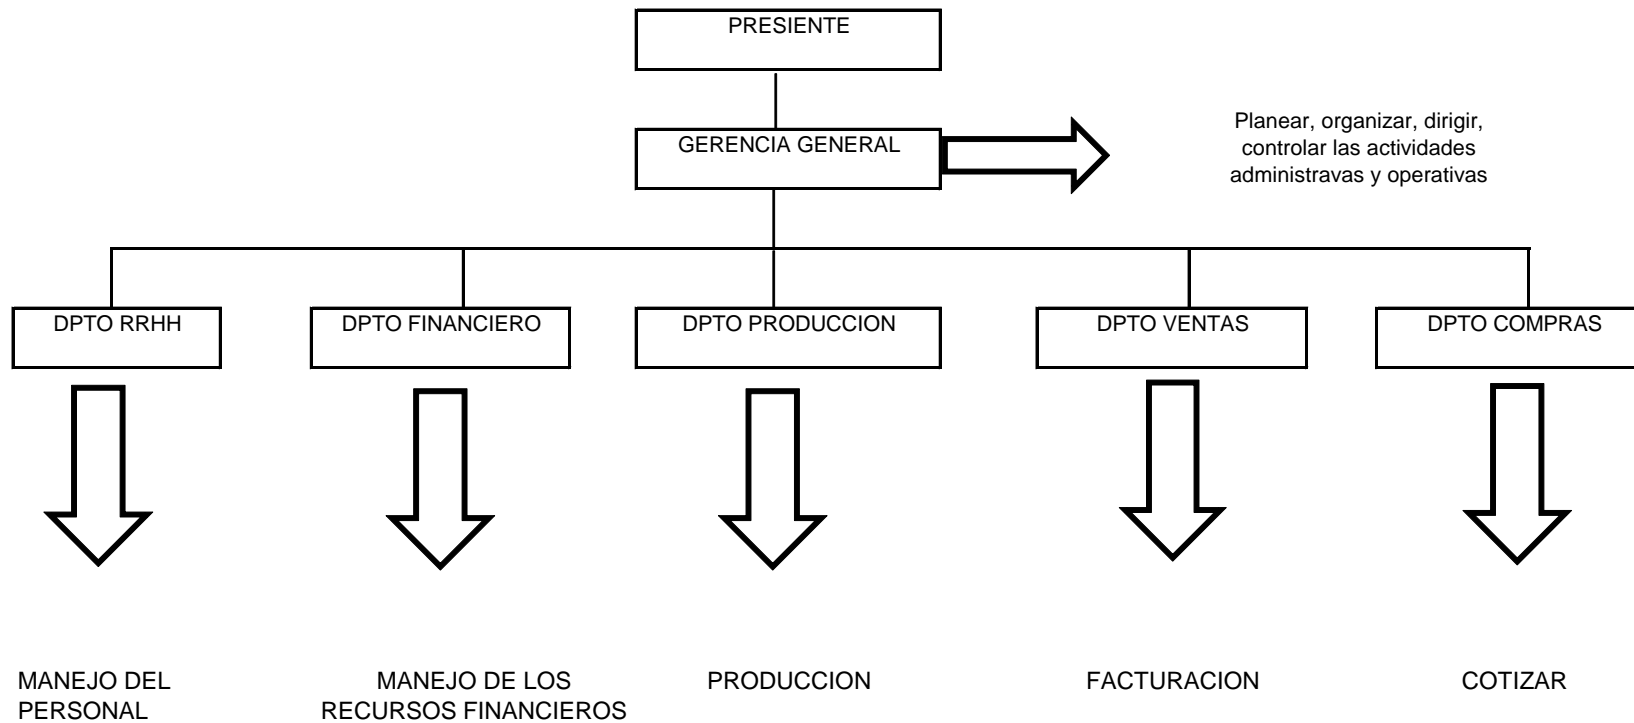 PRESIENTE
GERENCIA GENERAL
Planear, organizar, dirigir,
controlar las actividades
administravas y operativas
DPTO RRHH
DPTO FINANCIERO
DPTO PRODUCCION
DPTO VENTAS
DPTO COMPRAS
MANEJO DEL
PERSONAL
MANEJO DE LOS
RECURSOS FINANCIEROS
PRODUCCION
FACTURACION
COTIZAR